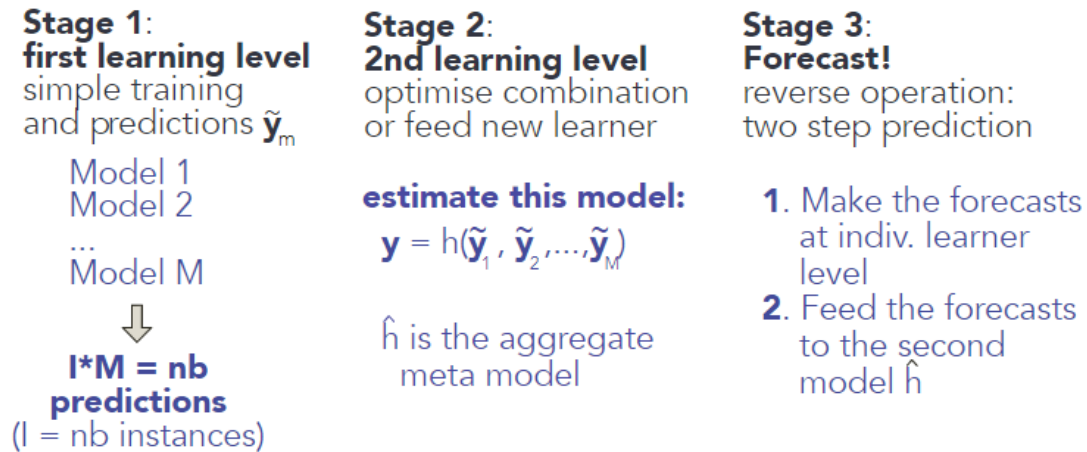 Stage 1:
first learning level
simple training
and predictions ỹₘ
Model 1
Model 2
...
Model M
I*M = nb
predictions
(I = nb instances)
Stage 2:
2nd learning level
optimise combination
or feed new learner
estimate this model:
y = h(ỹ₁, ỹ₂,...,ỹ_M)
ĥ is the aggregate
meta model
Stage 3:
Forecast!
reverse operation:
two step prediction
1. Make the forecasts
at indiv. learner
level
2. Feed the forecasts
to the second
model ĥ